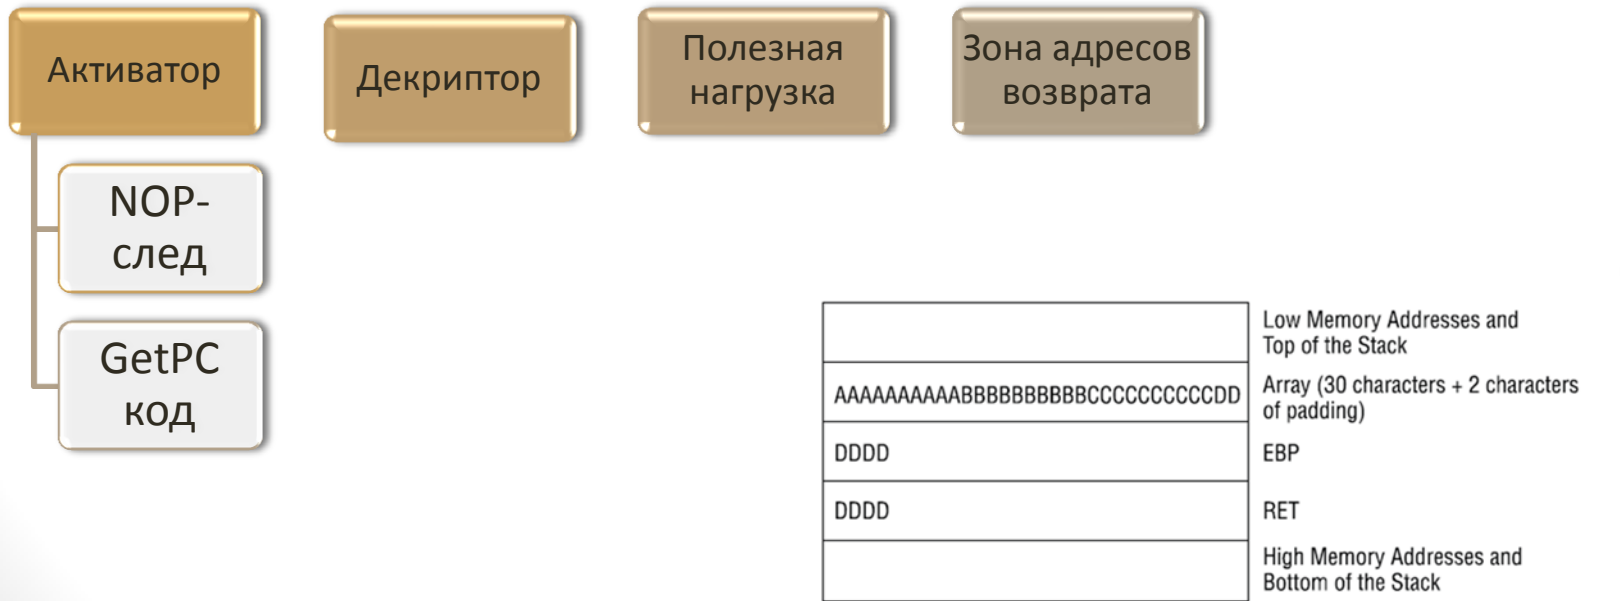 Активатор
Декриптор
Полезная
нагрузка
Зона адресов
возврата
NOP-
след
GetPC
код
Low Memory Addresses and
Top of the Stack
AAAAAAAAAABBBBBBBBBBCCCCCCCCCCDD
Array (30 characters + 2 characters
of padding)
DDDD
EBP
DDDD
RET
High Memory Addresses and
Bottom of the Stack